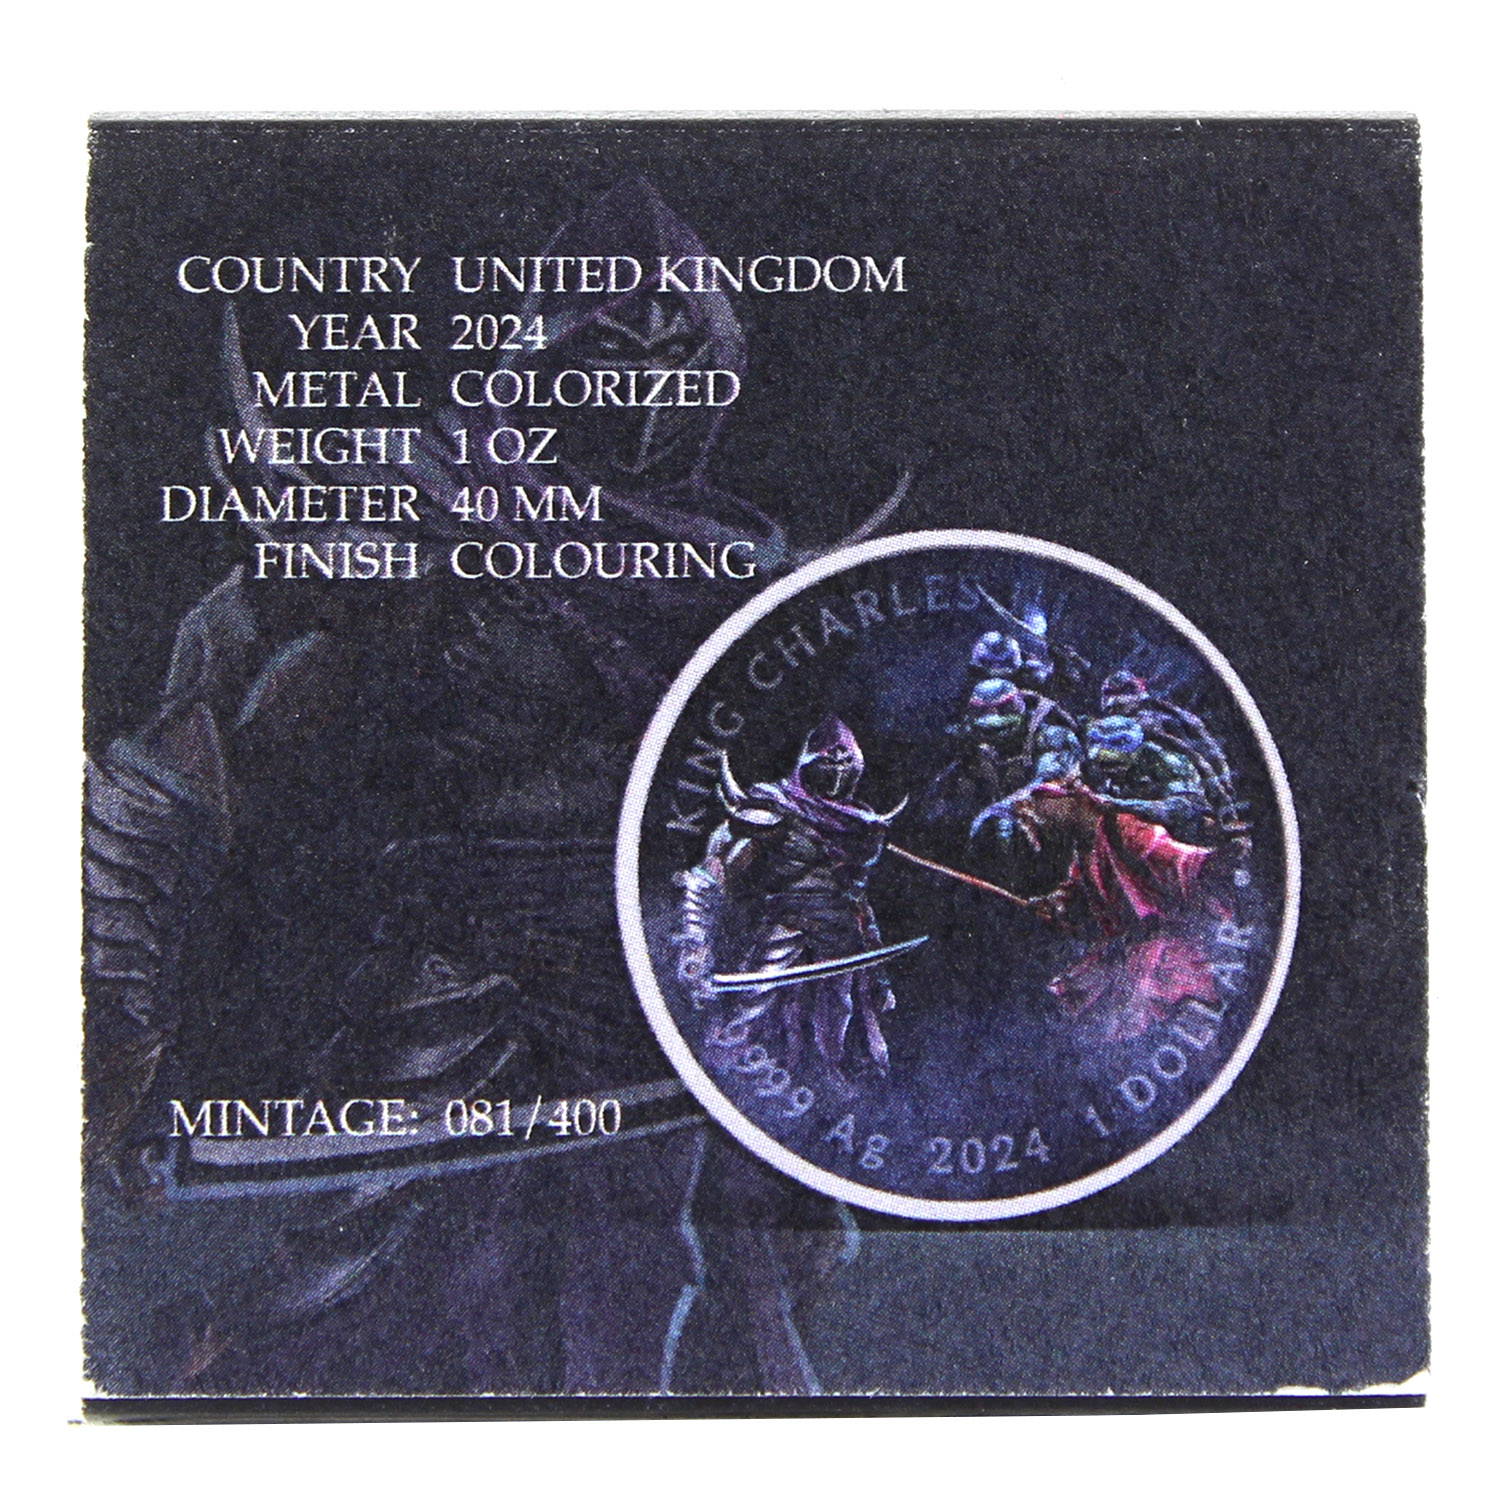 COUNTRY UNITED KINGDOM
YEAR 2024
METAL COLORIZED
WEIGHT 1 OZ
DIAMETER 40 MM
FINISH COLOURING
KING CHARLES III
9999 Ag 2024 1 DOLLAR
MINTAGE: 081/400